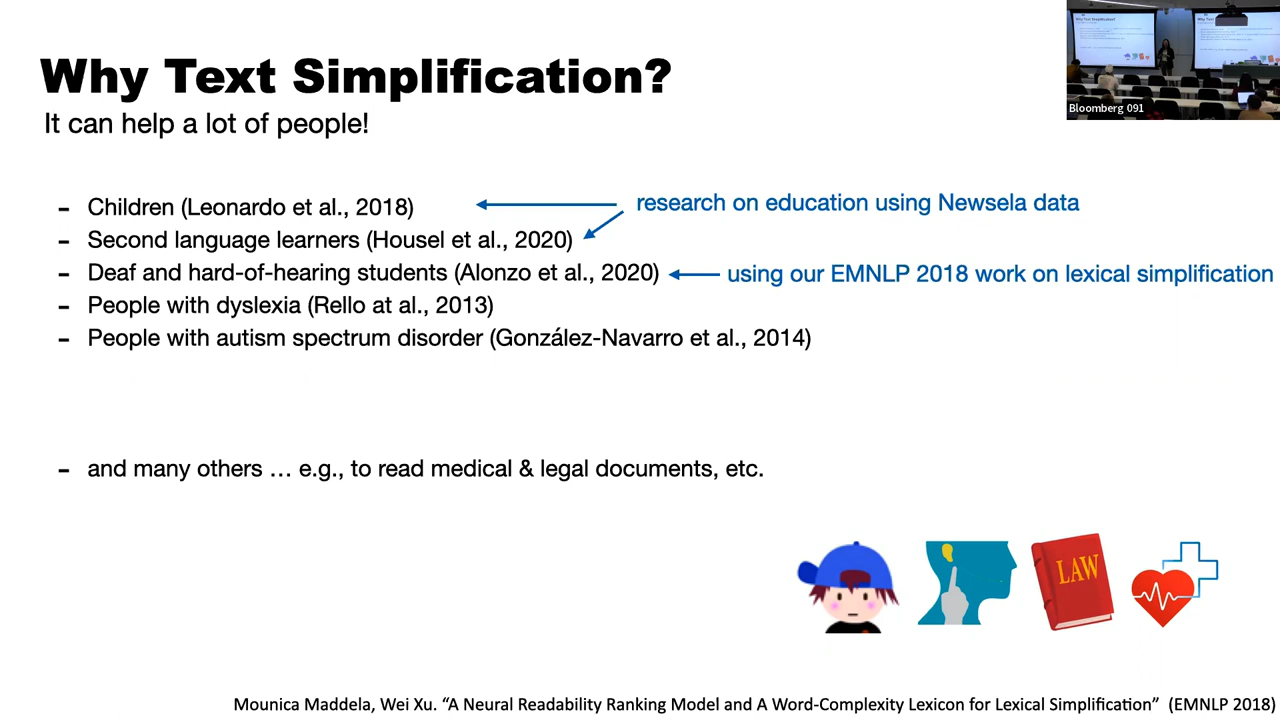 Why Text Simplification?
It can help a lot of people!
- Children (Leonardo et al., 2018)
research on education using Newsela data
- Second language learners (Housel et al., 2020)
- Deaf and hard-of-hearing students (Alonzo et al., 2020)
using our EMNLP 2018 work on lexical simplification
- People with dyslexia (Rello at al., 2013)
- People with autism spectrum disorder (González-Navarro et al., 2014)
- and many others … e.g., to read medical & legal documents, etc.
LAW
Mounica Maddela, Wei Xu. “A Neural Readability Ranking Model and A Word-Complexity Lexicon for Lexical Simplification” (EMNLP 2018)
Why Text Simplification?
Bloomberg 091